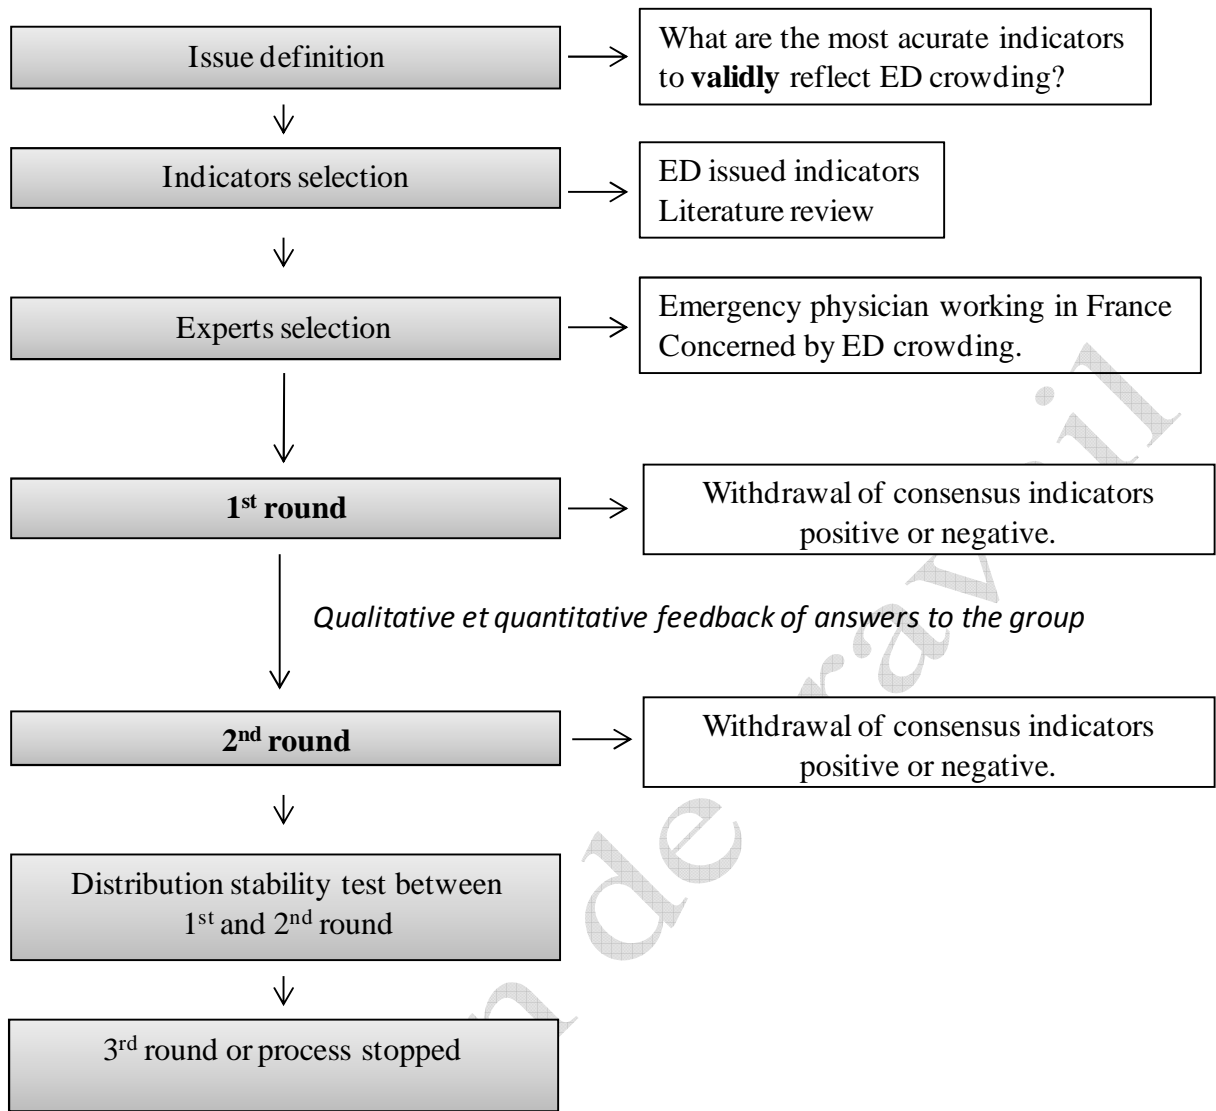 Issue definition
What are the most acurate indicators
to validly reflect ED crowding?
Indicators selection
ED issued indicators
Literature review
Experts selection
Emergency physician working in France
Concerned by ED crowding.
1st round
Withdrawal of consensus indicators
positive or negative.
Qualitative et quantitative feedback of answers to the group
2nd round
Withdrawal of consensus indicators
positive or negative.
Distribution stability test between
1st and 2nd round
3rd round or process stopped
de